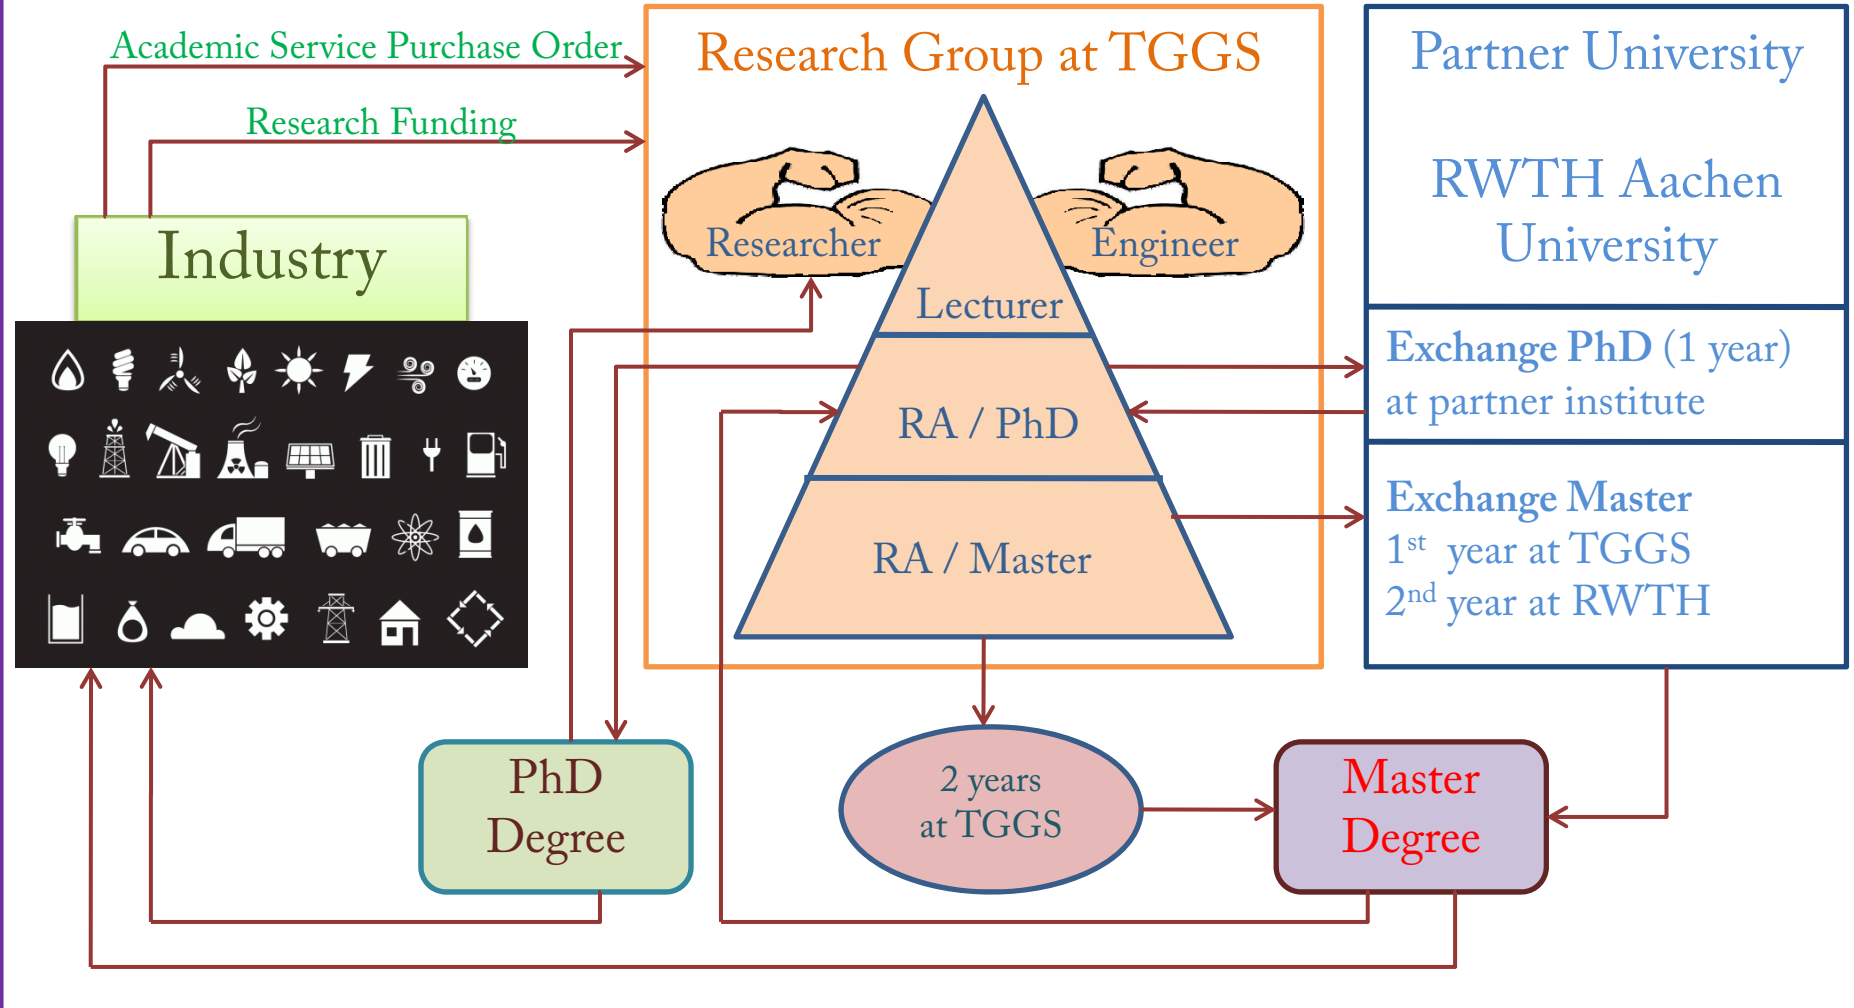 Academic Service Purchase Order
Research Funding
Industry
Research Group at TGGS
Researcher
Engineer
Lecturer
RA / PhD
RA / Master
Partner University
RWTH Aachen
University
Exchange PhD (1 year)
at partner institute
Exchange Master
1st year at TGGS
2nd year at RWTH
PhD
Degree
2 years
at TGGS
Master
Degree